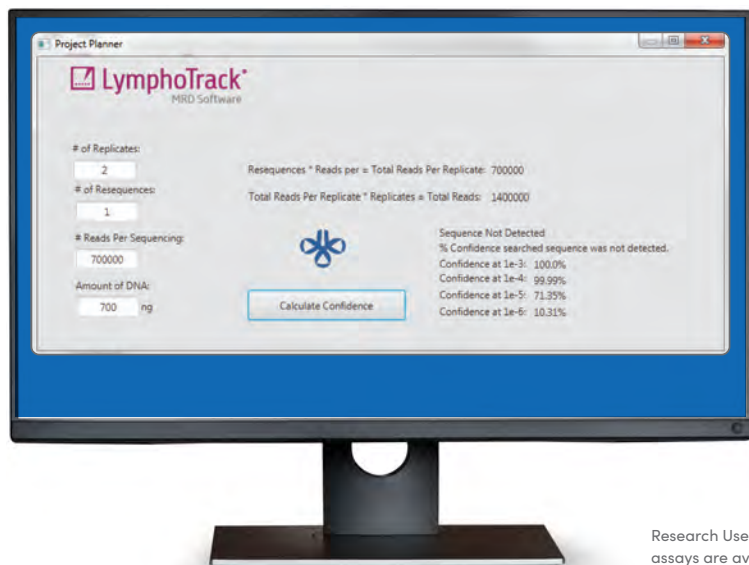 Project Planner
LymphoTrack®
MRD Software
# of Replicates:
2
# of Resequences:
1
# Reads Per Sequencing:
700000
Amount of DNA:
700 ng
Resequences * Reads per = Total Reads Per Replicate: 700000
Total Reads Per Replicate * Replicates = Total Reads: 1400000
Calculate Confidence
Sequence Not Detected
% Confidence searched sequence was not detected.
Confidence at 1e-3: 100.0%
Confidence at 1e-4: 99.99%
Confidence at 1e-5: 71.35%
Confidence at 1e-6: 10.31%
Research Use
assays are av